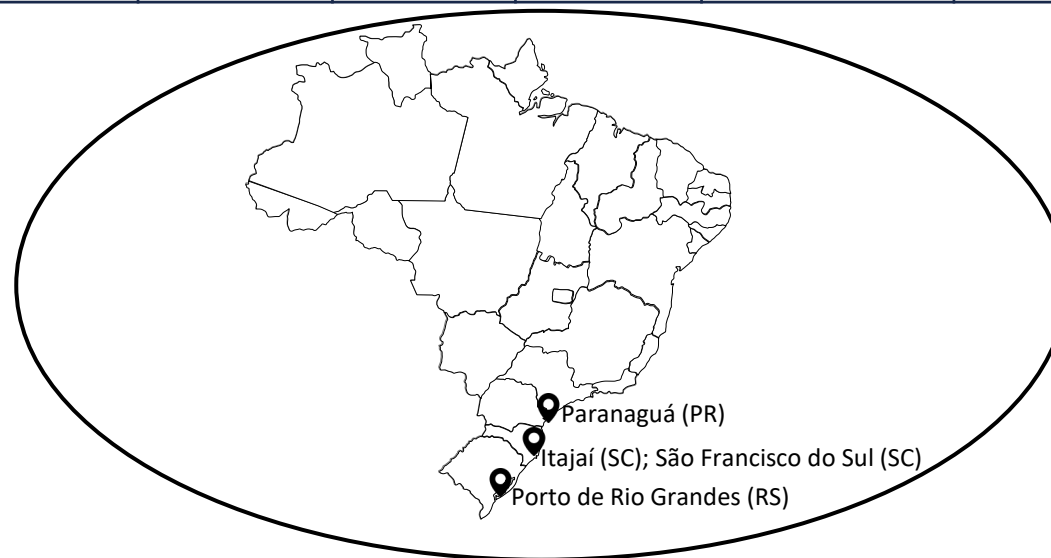 Paranaguá (PR)
Itajaí (SC); São Francisco do Sul (SC)
Porto de Rio Grandes (RS)